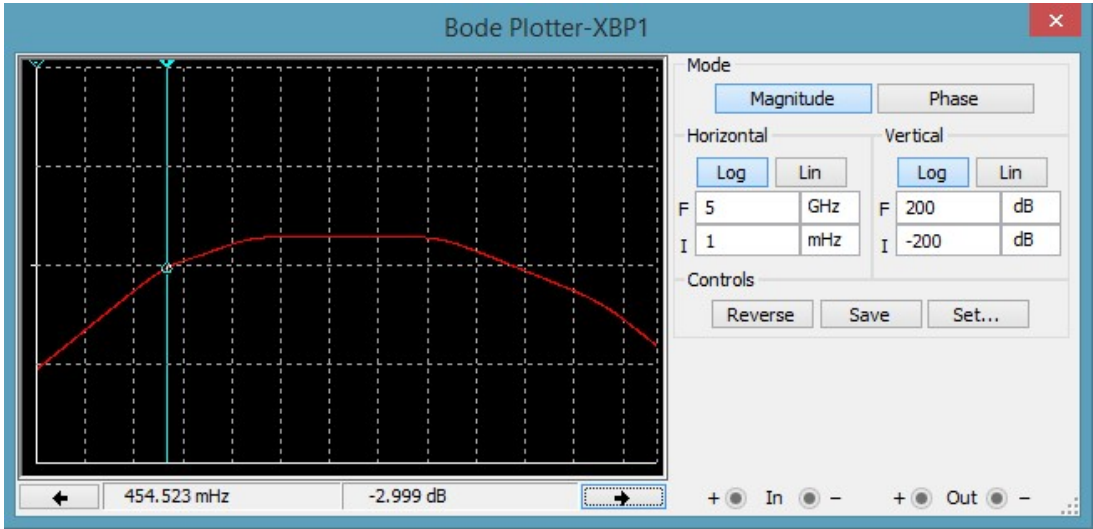 Bode Plotter-XBP1
Mode
Magnitude Phase
Horizontal Vertical
Log Lin Log Lin
F 5 GHz F 200 dB
I 1 mHz I -200 dB
Controls
Reverse Save Set...
454.523 mHz -2.999 dB + In - + Out -